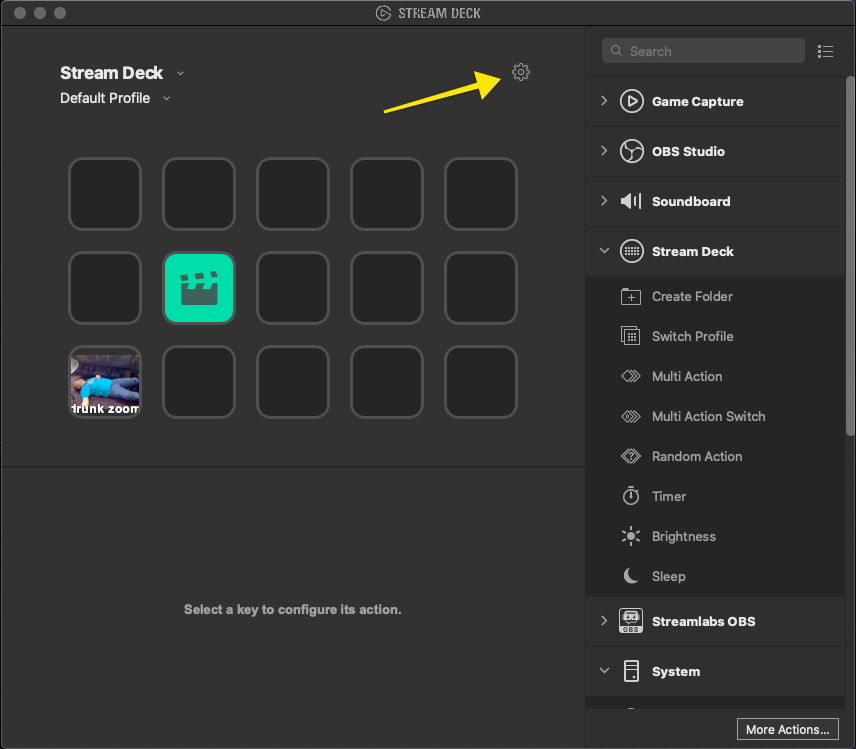 STREAM DECK
Stream Deck
Default Profile
drunk zoom
Select a key to configure its action.
Search
Game Capture
OBS Studio
Soundboard
Stream Deck
Create Folder
Switch Profile
Multi Action
Multi Action Switch
Random Action
Timer
Brightness
Sleep
OBS
Streamlabs OBS
System
More Actions...